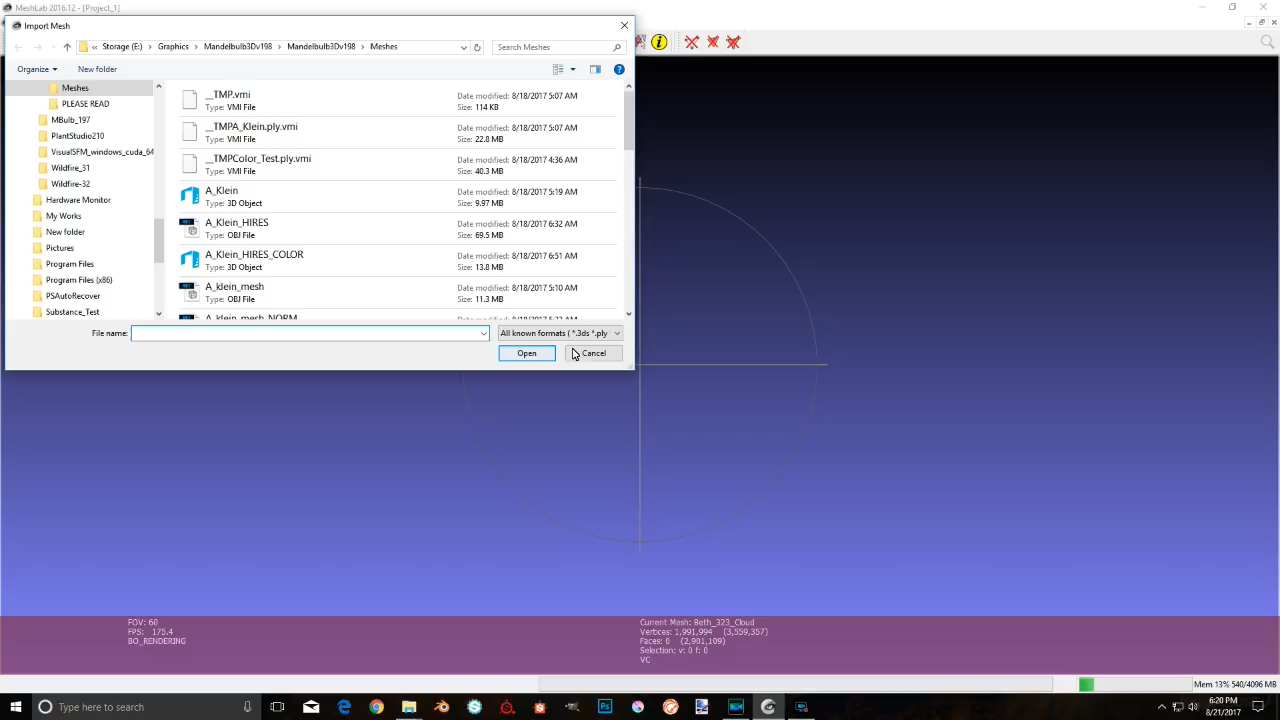 MeshLab 2016.12 - [Project_1]
Import Mesh
« Storage (E:) > Graphics > Mandelbulb3Dv198 > Mandelbulb3Dv198 > Meshes
Search Meshes
Organize
New folder
Meshes
PLEASE READ
MBulb_197
PlantStudio210
VisualSFM_windows_cuda_64
Wildfire_31
Wildfire-32
Hardware Monitor
My Works
New folder
Pictures
Program Files
Program Files (x86)
PSAutoRecover
Substance_Test
__TMP.vmi
Type: VMI File
Date modified: 8/18/2017 5:07 AM
Size: 114 KB
__TMPA_Klein.ply.vmi
Type: VMI File
Date modified: 8/18/2017 5:07 AM
Size: 22.8 MB
__TMPColor_Test.ply.vmi
Type: VMI File
Date modified: 8/18/2017 4:36 AM
Size: 40.3 MB
A_Klein
Type: 3D Object
Date modified: 8/18/2017 5:19 AM
Size: 9.97 MB
A_Klein_HIRES
Type: OBJ File
Date modified: 8/18/2017 6:32 AM
Size: 69.5 MB
A_Klein_HIRES_COLOR
Type: 3D Object
Date modified: 8/18/2017 6:51 AM
Size: 13.8 MB
A_klein_mesh
Type: OBJ File
Date modified: 8/18/2017 5:10 AM
Size: 11.3 MB
A_klein_mesh_NORM
File name:
All known formats ( *.3ds *.ply
Open
Cancel
FOV: 60
FPS: 175.4
BO_RENDERING
Current Mesh: Beth_323_Cloud
Vertices: 1,991,994 (3,559,357)
Faces: 0 (2,901,109)
Selection: v: 0 f: 0
VC
Mem 13% 540/4096 MB
Type here to search
6:20 PM
8/21/2017